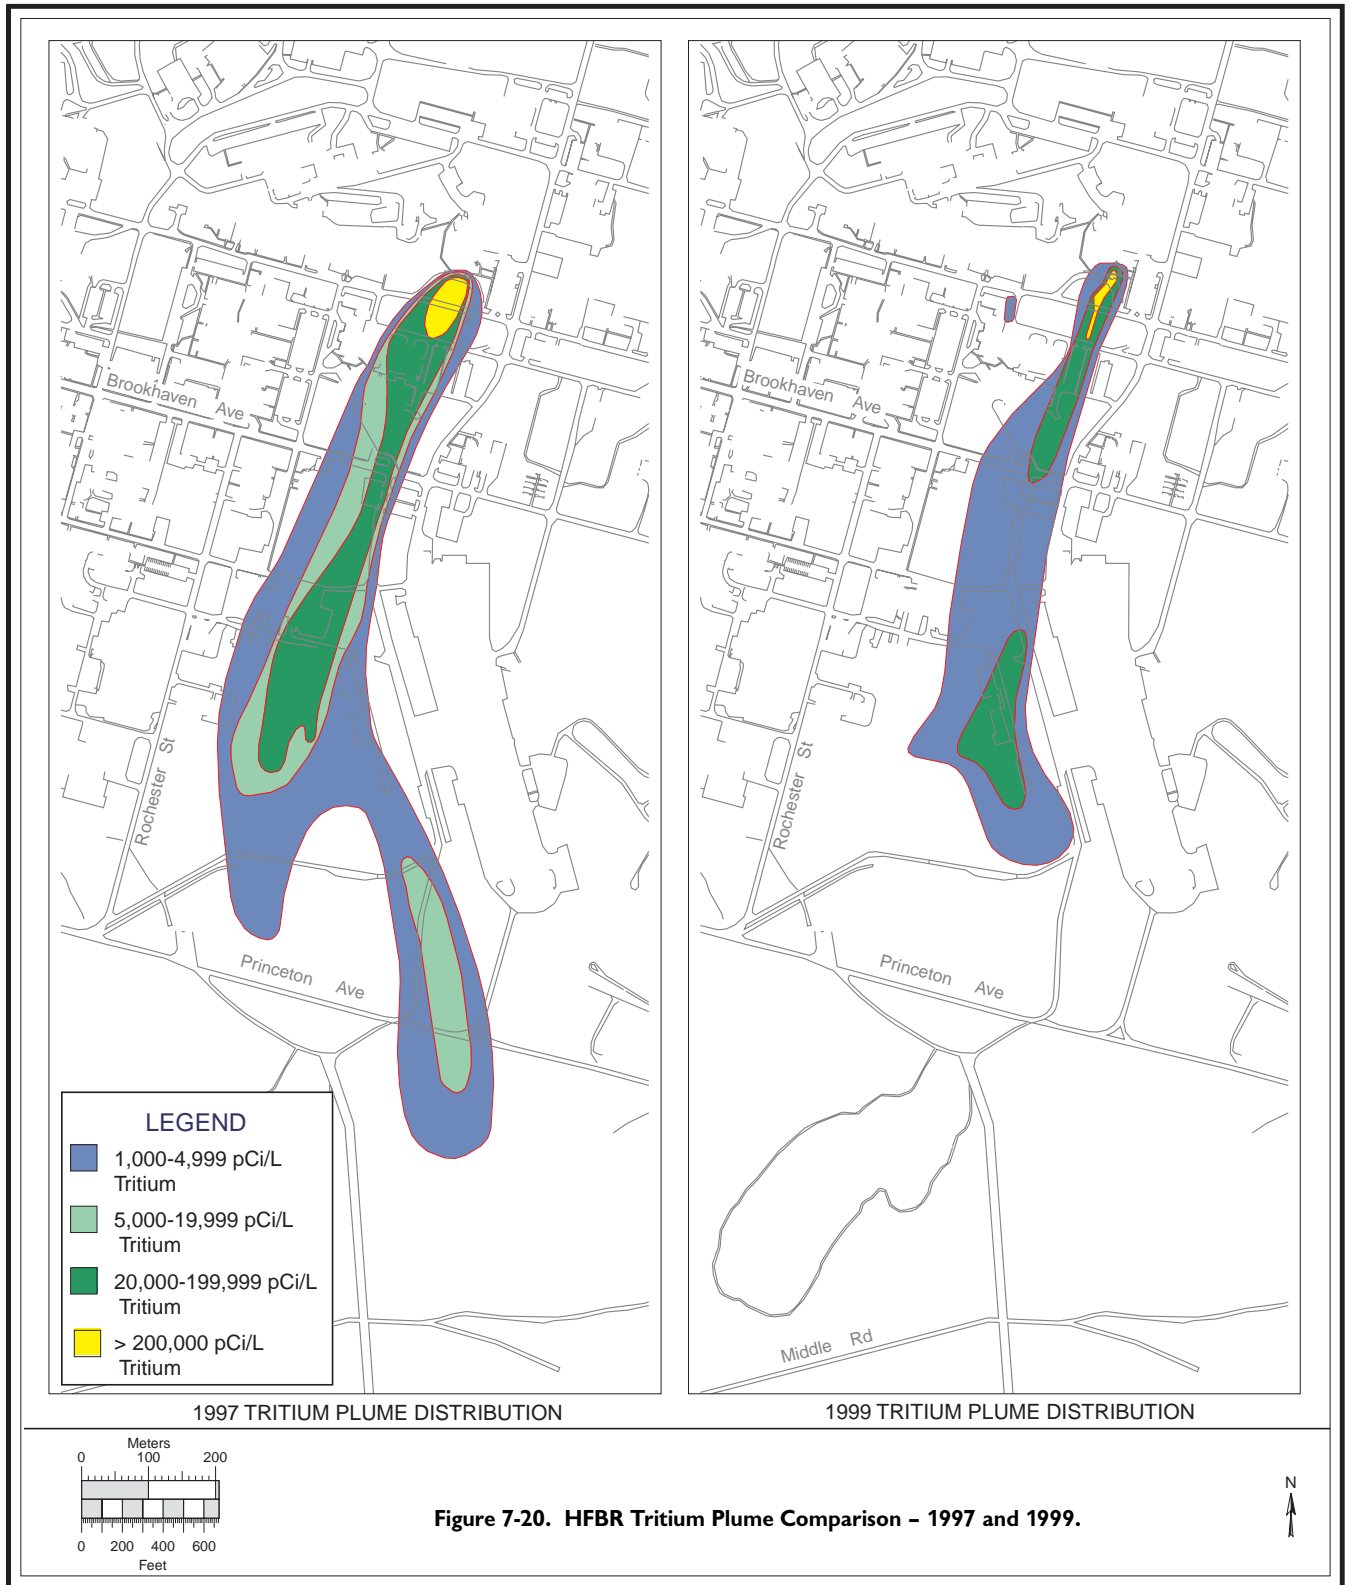 Brookhaven Ave
Rochester St
Princeton Ave
LEGEND
1,000-4,999 pCi/L
Tritium
5,000-19,999 pCi/L
Tritium
20,000-199,999 pCi/L
Tritium
> 200,000 pCi/L
Tritium
1997 TRITIUM PLUME DISTRIBUTION
Brookhaven Ave
Rochester St
Princeton Ave
Middle Rd
1999 TRITIUM PLUME DISTRIBUTION
Meters
0 100 200
0 200 400 600
Feet
Figure 7-20. HFBR Tritium Plume Comparison – 1997 and 1999.
N